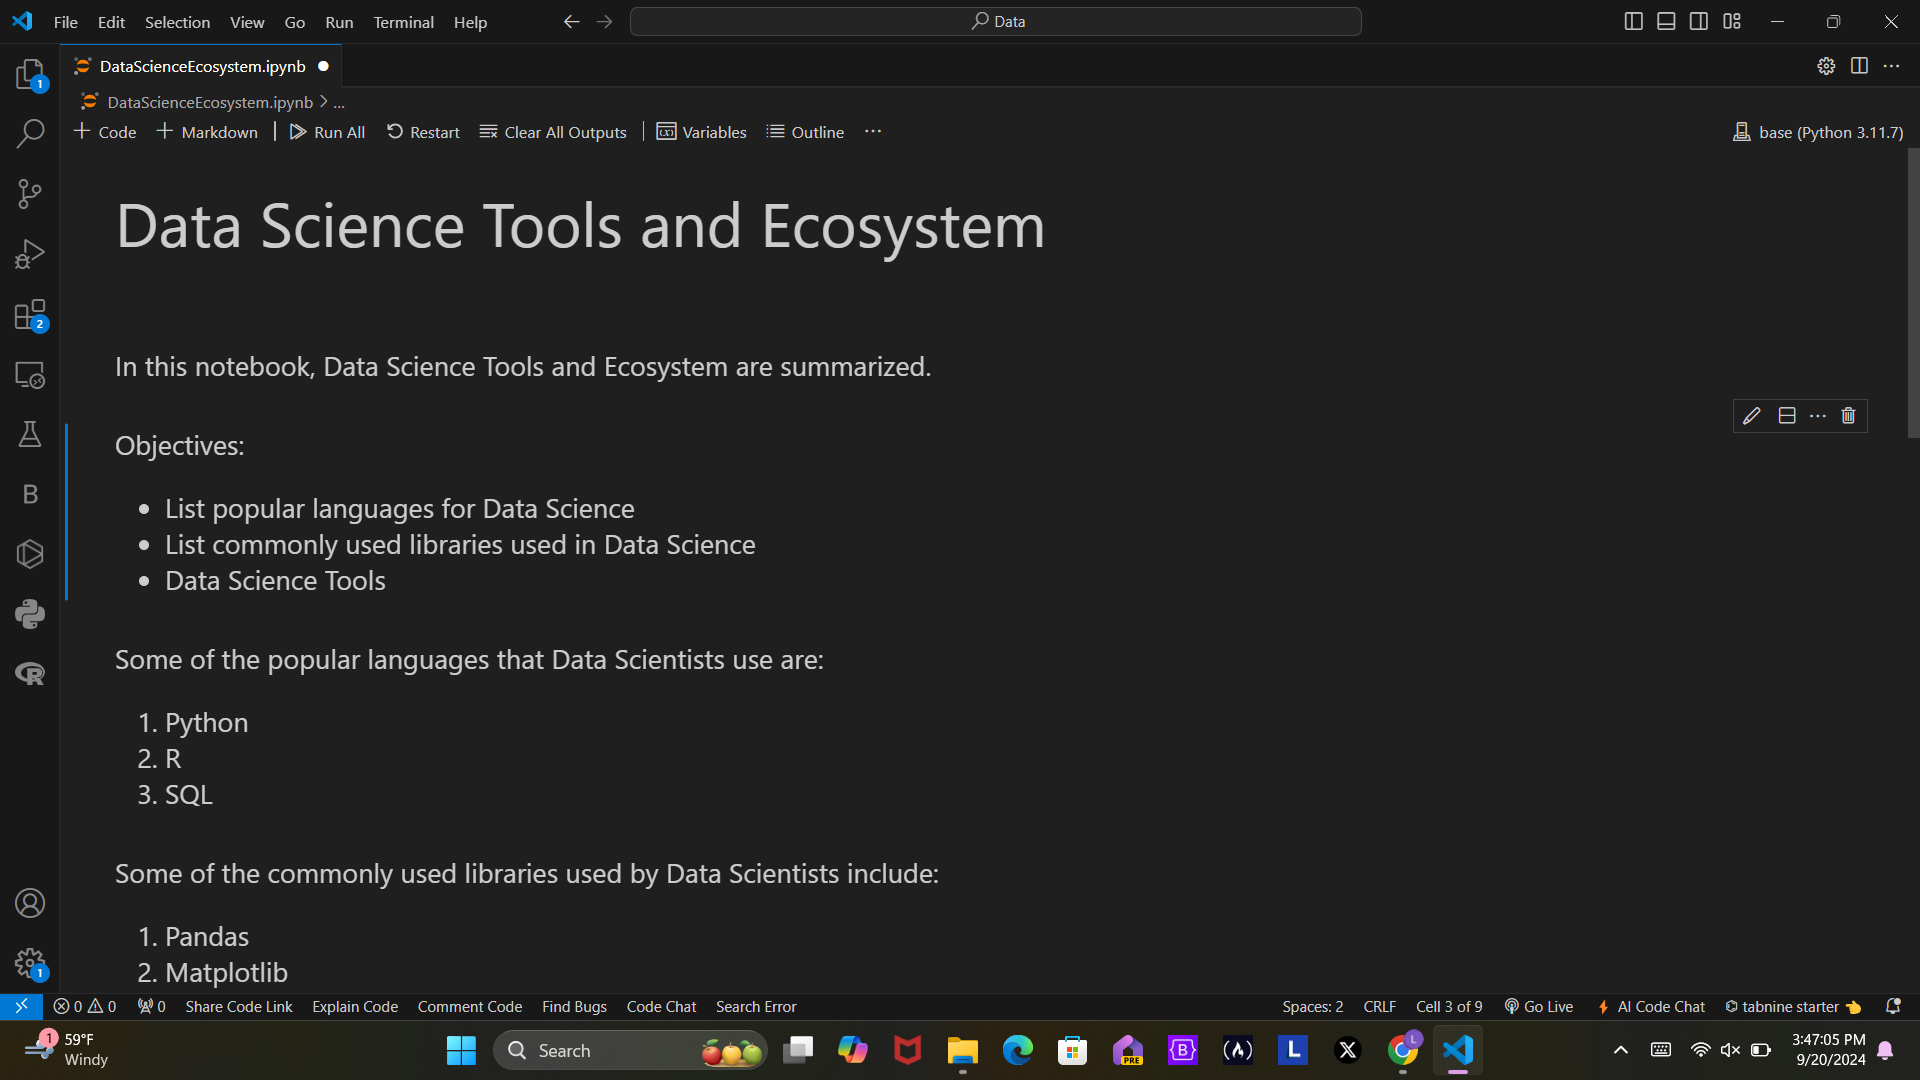 File Edit Selection View Go Run Terminal Help
Data
DataScienceEcosystem.ipynb
DataScienceEcosystem.ipynb > ...
Code Markdown Run All Restart Clear All Outputs Variables Outline ...
base (Python 3.11.7)
1
Data Science Tools and Ecosystem
2
In this notebook, Data Science Tools and Ecosystem are summarized.
Objectives:
• List popular languages for Data Science
• List commonly used libraries used in Data Science
• Data Science Tools
B
Some of the popular languages that Data Scientists use are:
R
1. Python
2. R
3. SQL
Some of the commonly used libraries used by Data Scientists include:
1. Pandas
2. Matplotlib
1
0 0 0 Share Code Link Explain Code Comment Code Find Bugs Code Chat Search Error
Spaces: 2 CRLF Cell 3 of 9 Go Live AI Code Chat tabnine starter
1
59°F
Windy
Search
PRE
B
L
X
L
3:47:05 PM
9/20/2024